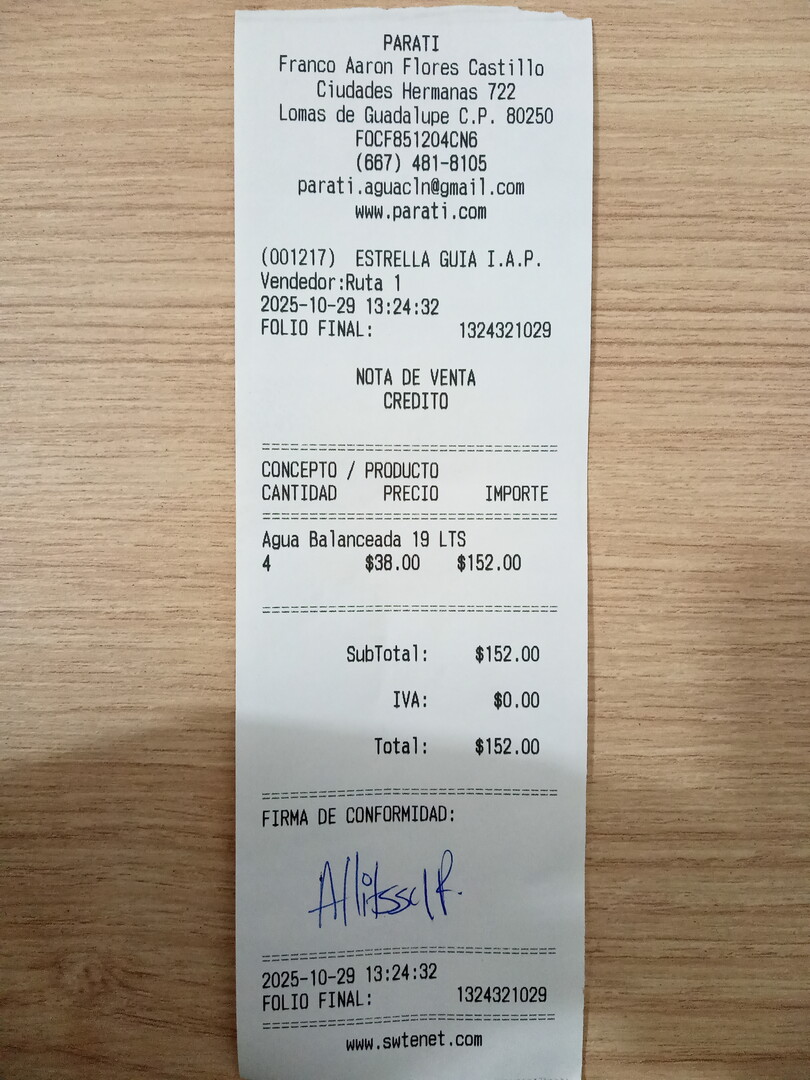 PARATI
Franco Aaron Flores Castillo
Ciudades Hermanas 722
Lomas de Guadalupe C.P. 80250
FOCF851204CN6
(667) 481-8105
parati.aguacln@gmail.com
www.parati.com
(001217) ESTRELLA GUIA I.A.P.
Vendedor:Ruta 1
2025-10-29 13:24:32
FOLIO FINAL: 1324321029
NOTA DE VENTA
CREDITO
================================
CONCEPTO / PRODUCTO
CANTIDAD PRECIO IMPORTE
================================
Agua Balanceada 19 LTS
4 $38.00 $152.00
================================
SubTotal: $152.00
IVA: $0.00
Total: $152.00
================================
FIRMA DE CONFORMIDAD:
================================
2025-10-29 13:24:32
FOLIO FINAL: 1324321029
================================
www.swtenet.com